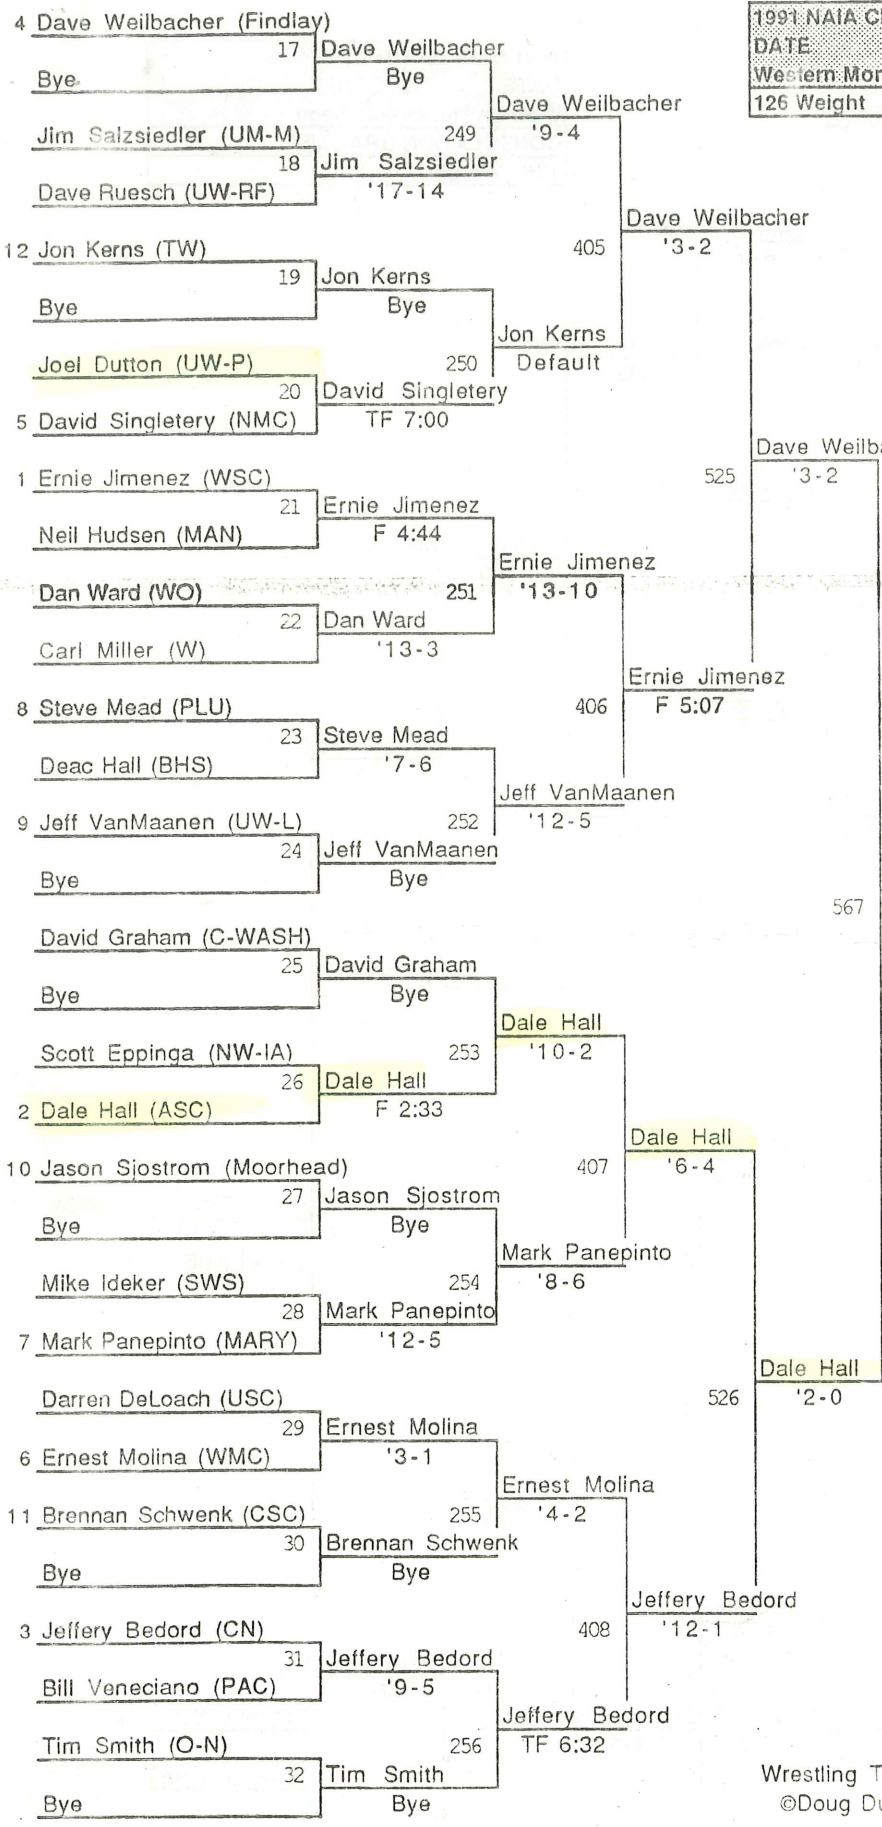 1991 NAIA C
DATE
Western Mor
126 Weight
4 Dave Weilbacher (Findlay)
17 Dave Weilbacher
Bye
Bye
Dave Weilbacher
'9-4
Jim Salzsiedler (UM-M)
249
18 Jim Salzsiedler
Dave Ruesch (UW-RF)
'17-14
Dave Weilbacher
405 '3-2
12 Jon Kerns (TW)
19 Jon Kerns
Bye
Bye
Jon Kerns
Default
Joel Dutton (UW-P)
250
20 David Singletery
5 David Singletery (NMC)
TF 7:00
Dave Weilb
525 '3-2
1 Ernie Jimenez (WSC)
21 Ernie Jimenez
Neil Hudsen (MAN)
F 4:44
Ernie Jimenez
'13-10
Dan Ward (WO)
251
22 Dan Ward
Carl Miller (W)
'13-3
Ernie Jimenez
406 F 5:07
8 Steve Mead (PLU)
23 Steve Mead
Deac Hall (BHS)
'7-6
Jeff VanMaanen
'12-5
9 Jeff VanMaanen (UW-L)
252
24 Jeff VanMaanen
Bye
Bye
567
David Graham (C-WASH)
25 David Graham
Bye
Bye
Dale Hall
'10-2
Scott Eppinga (NW-IA)
253
26 Dale Hall
2 Dale Hall (ASC)
F 2:33
Dale Hall
407 '6-4
10 Jason Sjostrom (Moorhead)
27 Jason Sjostrom
Bye
Bye
Mark Panepinto
'8-6
Mike Ideker (SWS)
254
28 Mark Panepinto
7 Mark Panepinto (MARY)
'12-5
Dale Hall
526 '2-0
Darren DeLoach (USC)
29 Ernest Molina
6 Ernest Molina (WMC)
'3-1
Ernest Molina
'4-2
11 Brennan Schwenk (CSC)
255
30 Brennan Schwenk
Bye
Bye
Jeffery Bedord
408 '12-1
3 Jeffery Bedord (CN)
31 Jeffery Bedord
Bill Veneciano (PAC)
'9-5
Jeffery Bedord
TF 6:32
Tim Smith (O-N)
256
32 Tim Smith
Bye
Bye
Wrestling T
©Doug Du